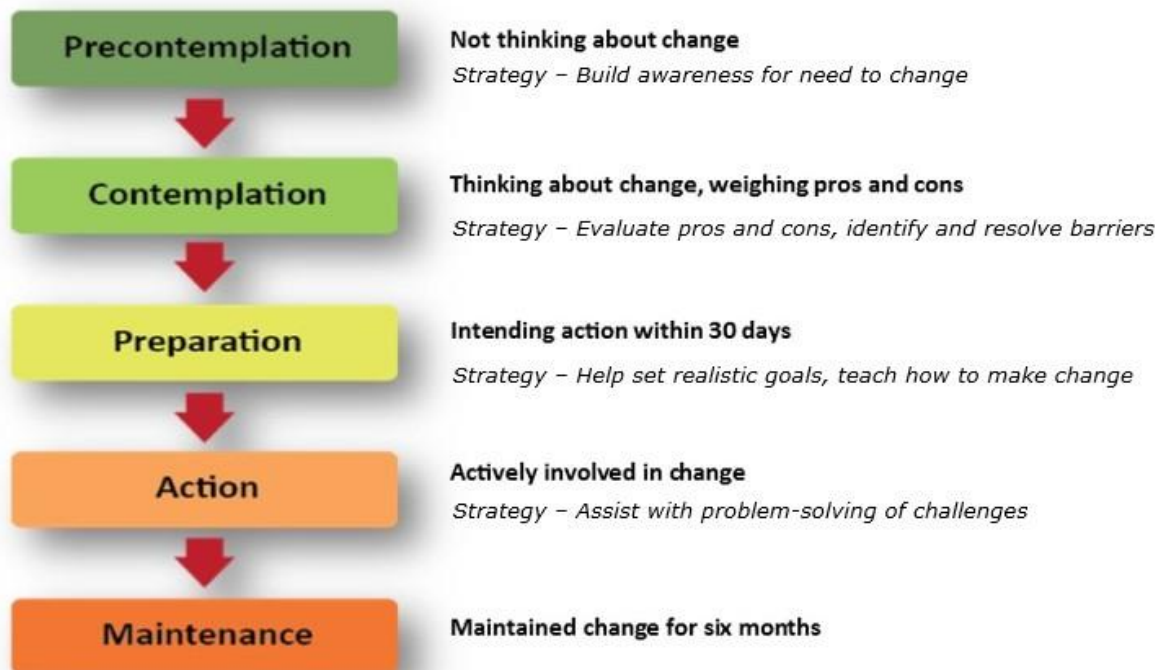 Precontemplation
Not thinking about change
Strategy – Build awareness for need to change
Contemplation
Thinking about change, weighing pros and cons
Strategy – Evaluate pros and cons, identify and resolve barriers
Preparation
Intending action within 30 days
Strategy – Help set realistic goals, teach how to make change
Action
Actively involved in change
Strategy – Assist with problem-solving of challenges
Maintenance
Maintained change for six months